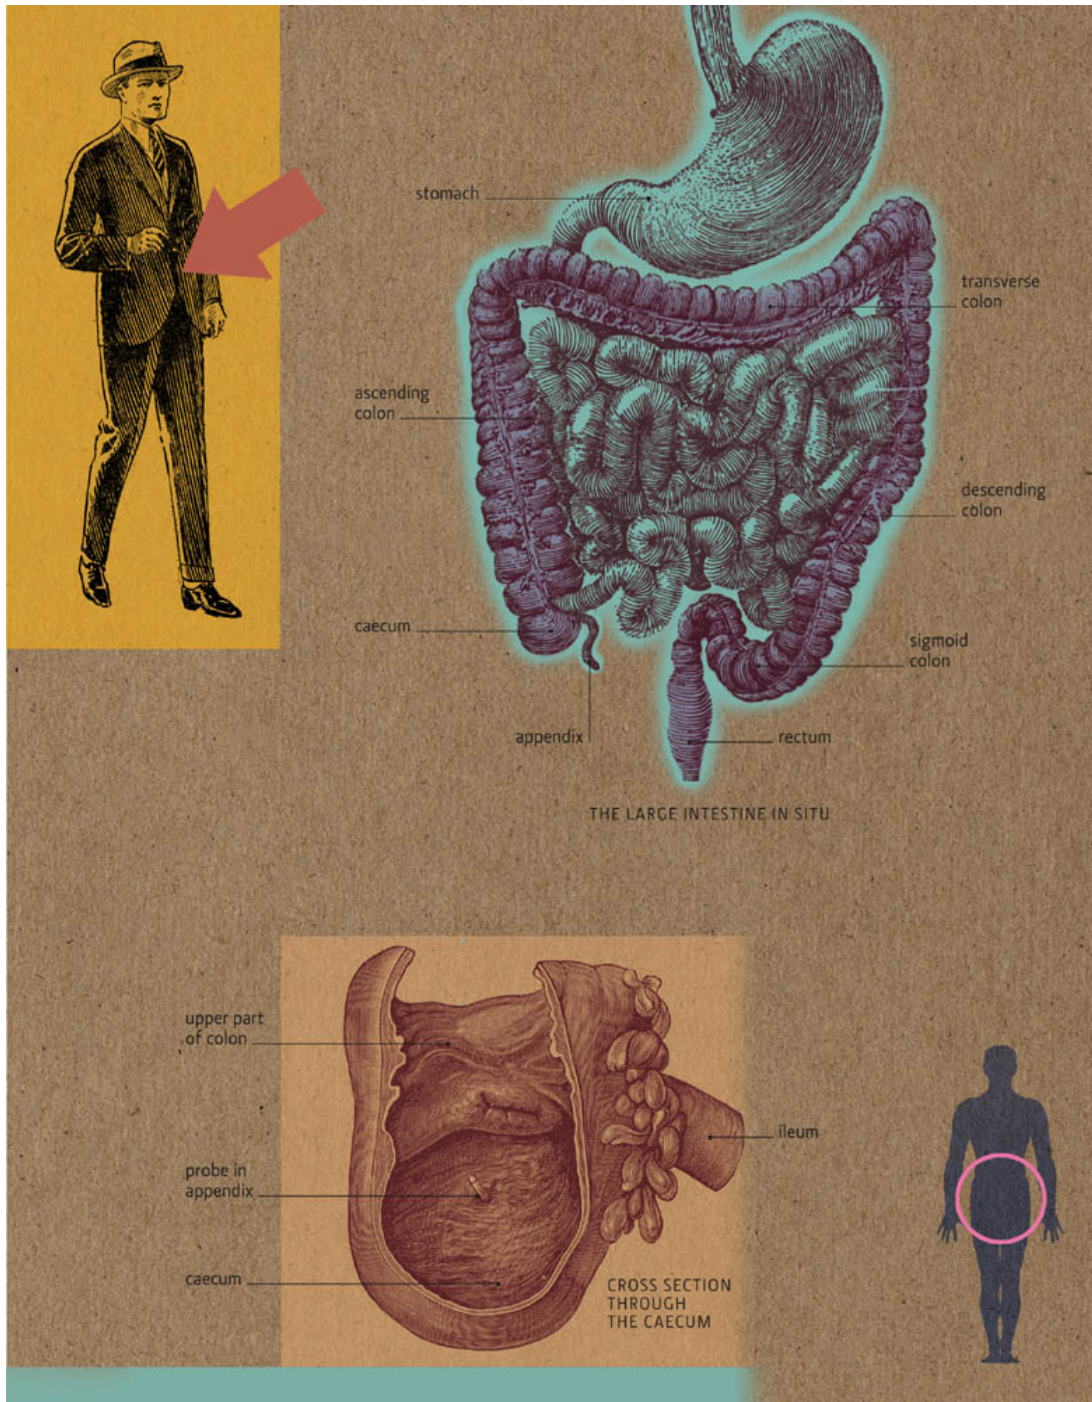 stomach
transverse
colon
ascending
colon
descending
colon
caecum
sigmoid
colon
appendix
rectum
THE LARGE INTESTINE IN SITU
upper part
of colon
ileum
probe in
appendix
caecum
CROSS SECTION
THROUGH
THE CAECUM